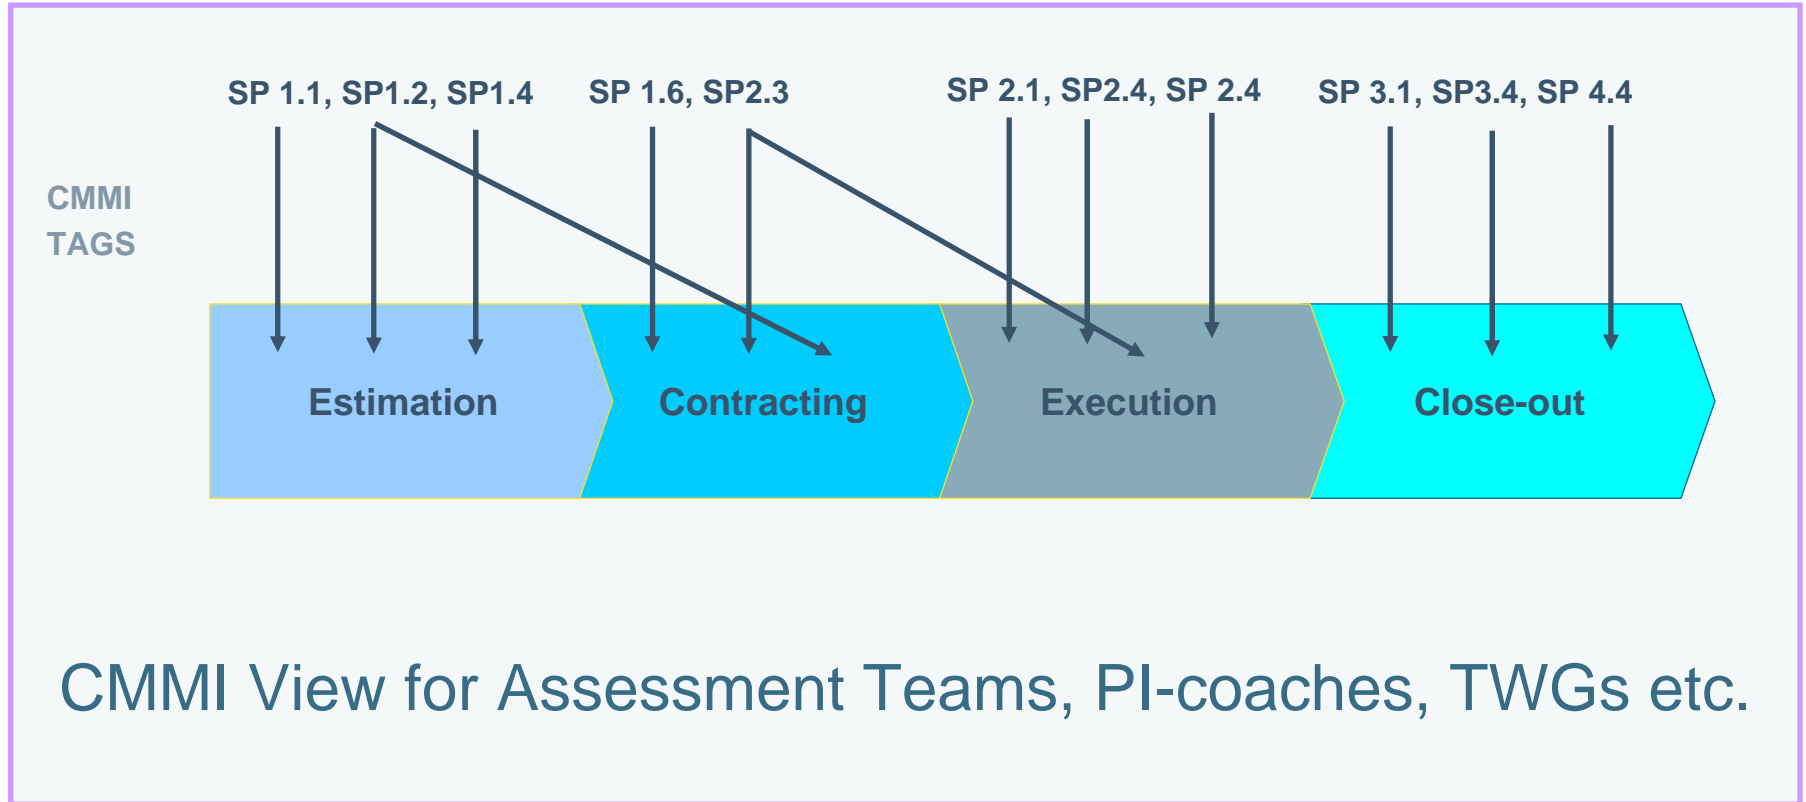 SP 1.1, SP1.2, SP1.4
SP 1.6, SP2.3
SP 2.1, SP2.4, SP 2.4
SP 3.1, SP3.4, SP 4.4
CMMI
TAGS
Estimation
Contracting
Execution
Close-out
CMMI View for Assessment Teams, PI-coaches, TWGs etc.